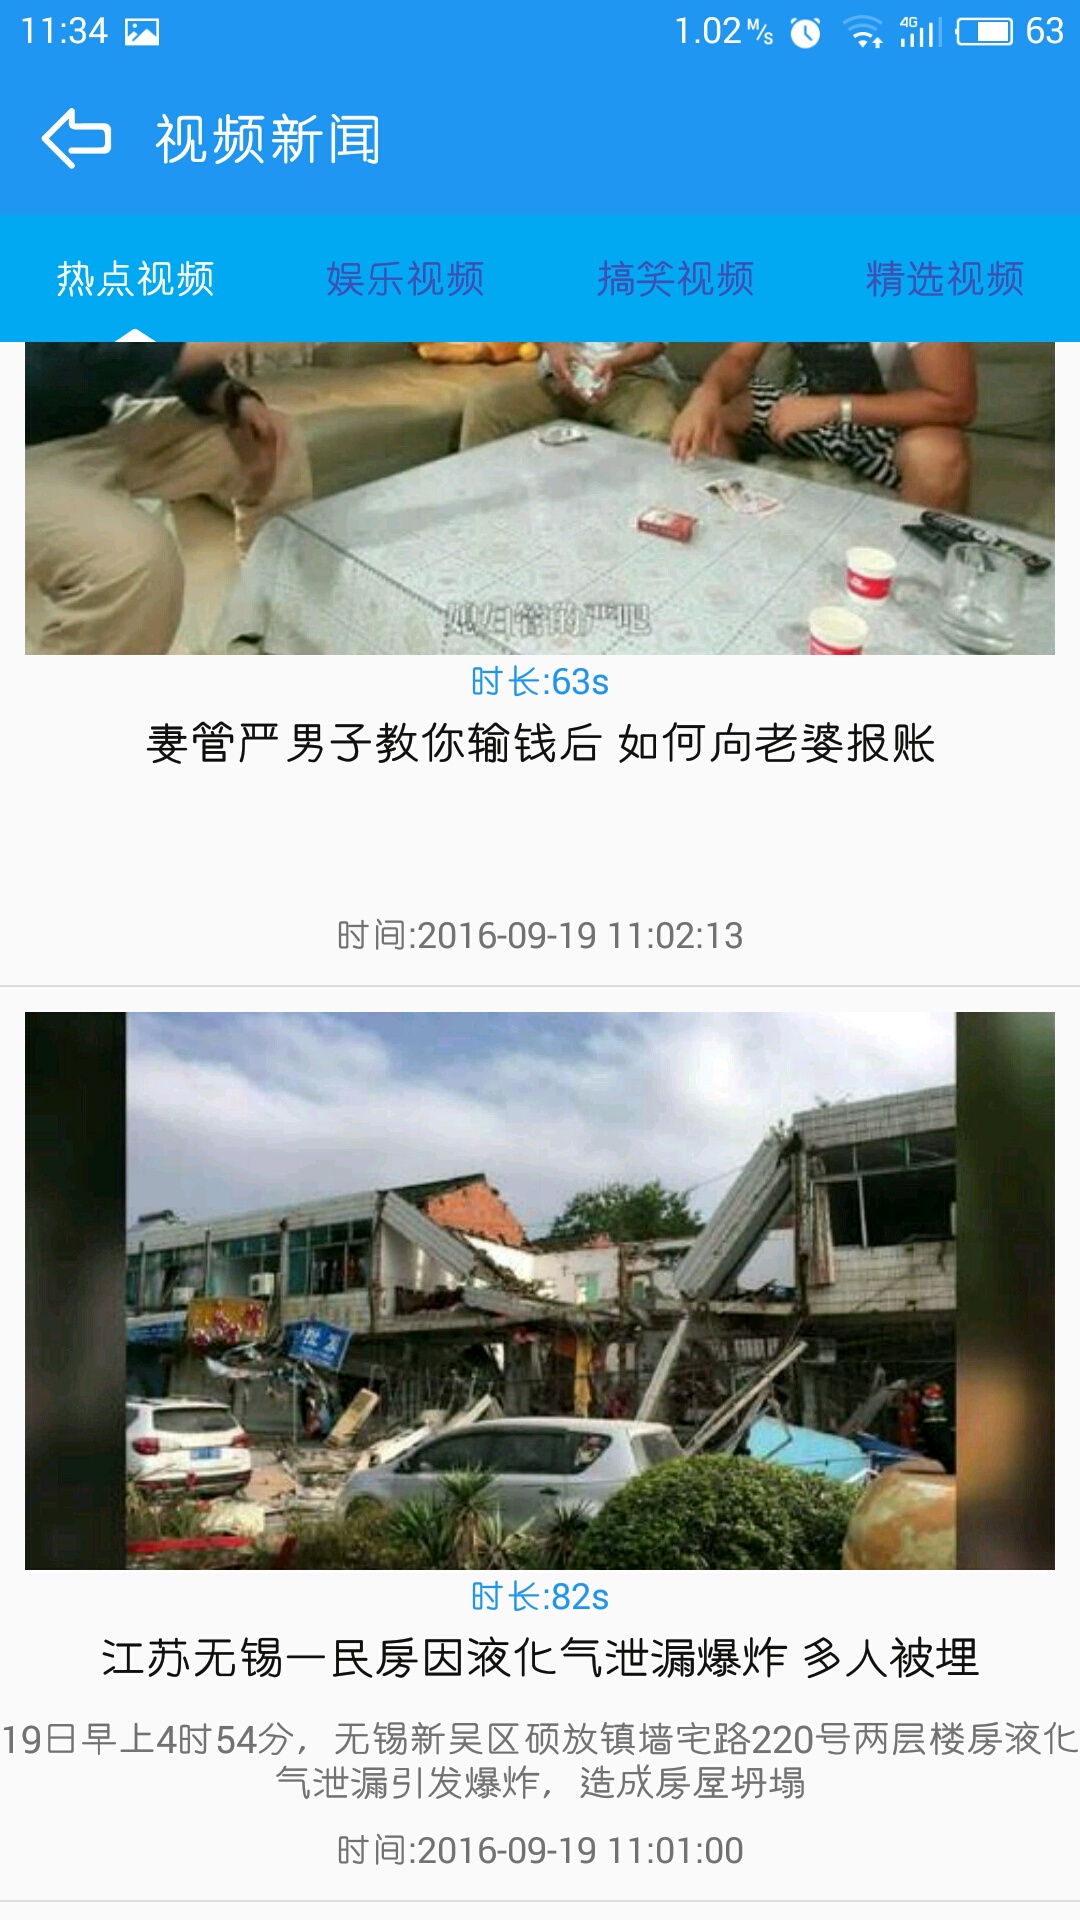 11:34 1.02 M/s 4G 63
视频新闻
热点视频 娱乐视频 搞笑视频 精选视频
媳妇管的严吧
时长:63s
妻管严男子教你输钱后 如何向老婆报账
时间:2016-09-19 11:02:13
时长:82s
江苏无锡一民房因液化气泄漏爆炸 多人被埋
19日早上4时54分，无锡新吴区硕放镇墙宅路220号两层楼房液化
气泄漏引发爆炸，造成房屋坍塌
时间:2016-09-19 11:01:00